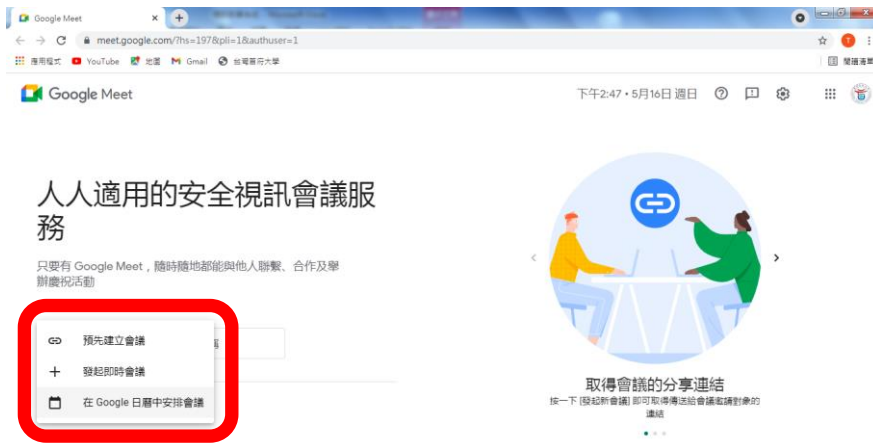 Google Meet
meet.google.com/?hs=197&pli=1&authuser=1
應用程式 YouTube 地圖 Gmail 台灣首府大學 閱讀清單
Google Meet 下午2:47 • 5月16日 週日
人人適用的安全視訊會議服
務
只要有 Google Meet，隨時隨地都能與他人聯繫、合作及舉
辦慶祝活動
預先建立會議
發起即時會議
在 Google 日曆中安排會議
取得會議的分享連結
按一下 [發起新會議] 即可取得傳送給會議邀請對象的
連結